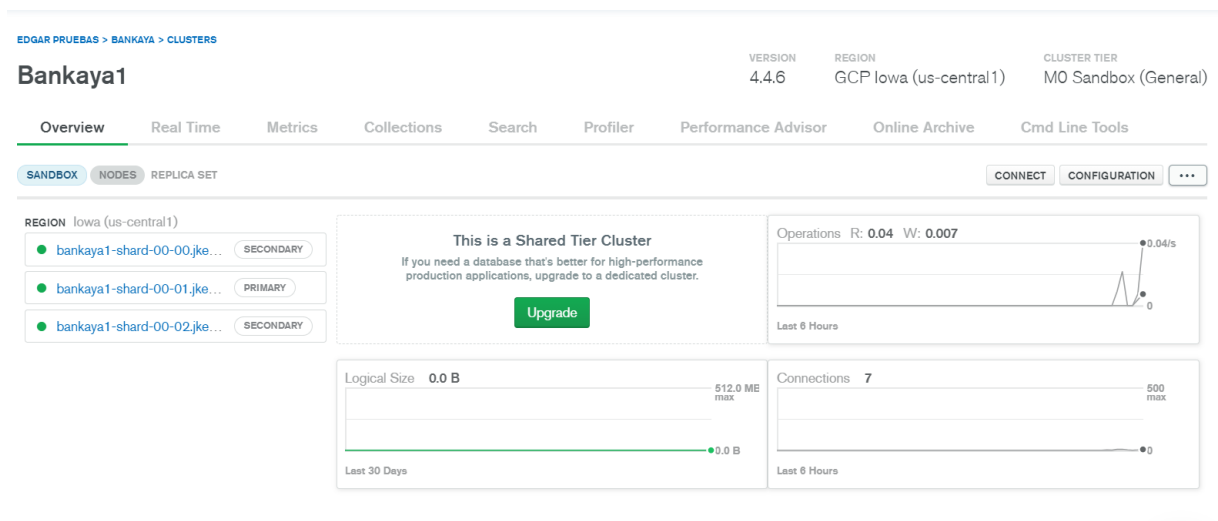 EDGAR PRUEBAS > BANKAYA > CLUSTERS
Bankaya1
VERSION
4.4.6
REGION
GCP Iowa (us-central1)
CLUSTER TIER
M0 Sandbox (General)
Overview Real Time Metrics Collections Search Profiler Performance Advisor Online Archive Cmd Line Tools
SANDBOX NODES REPLICA SET
CONNECT CONFIGURATION ...
REGION Iowa (us-central1)
bankaya1-shard-00-00.jke... SECONDARY
bankaya1-shard-00-01.jke... PRIMARY
bankaya1-shard-00-02.jke... SECONDARY
This is a Shared Tier Cluster
If you need a database that's better for high-performance
production applications, upgrade to a dedicated cluster.
Upgrade
Operations R: 0.04 W: 0.007
0.04/s
0
Last 6 Hours
Logical Size 0.0 B
512.0 MB
max
0.0 B
Last 30 Days
Connections 7
500
max
0
Last 6 Hours